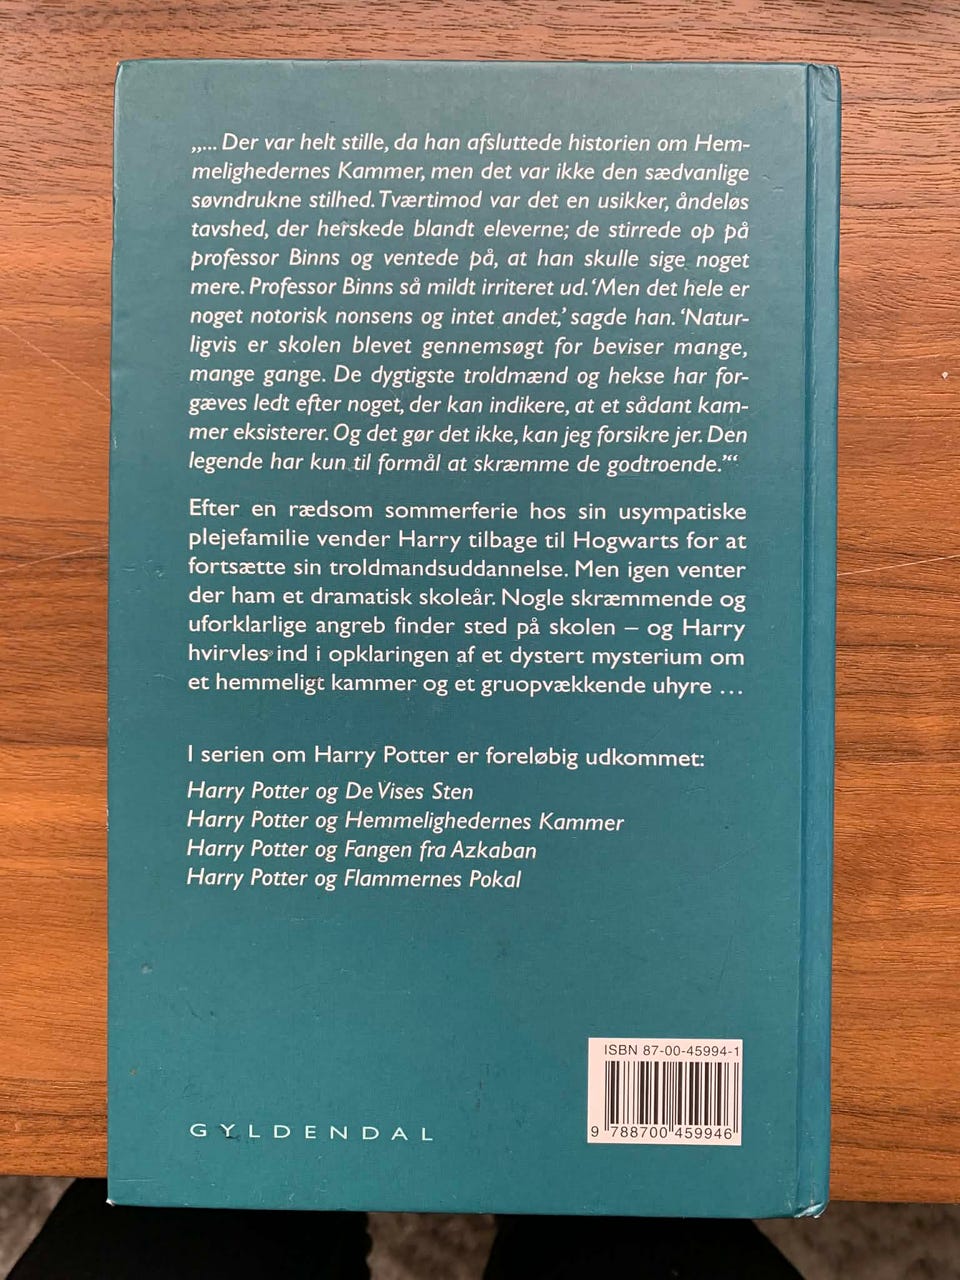 „... Der var helt stille, da han afsluttede historien om Hem-
melighedernes Kammer, men det var ikke den sædvanlige
søvndrukne stilhed. Tværtimod var det en usikker, åndeløs
tavshed, der herskede blandt eleverne; de stirrede op på
professor Binns og ventede på, at han skulle sige noget
mere. Professor Binns så mildt irriteret ud. ‘Men det hele er
noget notorisk nonsens og intet andet,’ sagde han. ‘Natur-
ligvis er skolen blevet gennemsøgt for beviser mange,
mange gange. De dygtigste troldmænd og hekse har for-
gæves ledt efter noget, der kan indikere, at et sådant kam-
mer eksisterer. Og det gør det ikke, kan jeg forsikre jer. Den
legende har kun til formål at skræmme de godtroende.’“
Efter en rædsom sommerferie hos sin usympatiske
plejefamilie vender Harry tilbage til Hogwarts for at
fortsætte sin troldmandsuddannelse. Men igen venter
der ham et dramatisk skoleår. Nogle skræmmende og
uforklarlige angreb finder sted på skolen – og Harry
hvirvles ind i opklaringen af et dystert mysterium om
et hemmeligt kammer og et gruopvækkende uhyre ...
I serien om Harry Potter er foreløbig udkommet:
Harry Potter og De Vises Sten
Harry Potter og Hemmelighedernes Kammer
Harry Potter og Fangen fra Azkaban
Harry Potter og Flammernes Pokal
ISBN 87-00-45994-1
9 788700 459946
GYLDENDAL